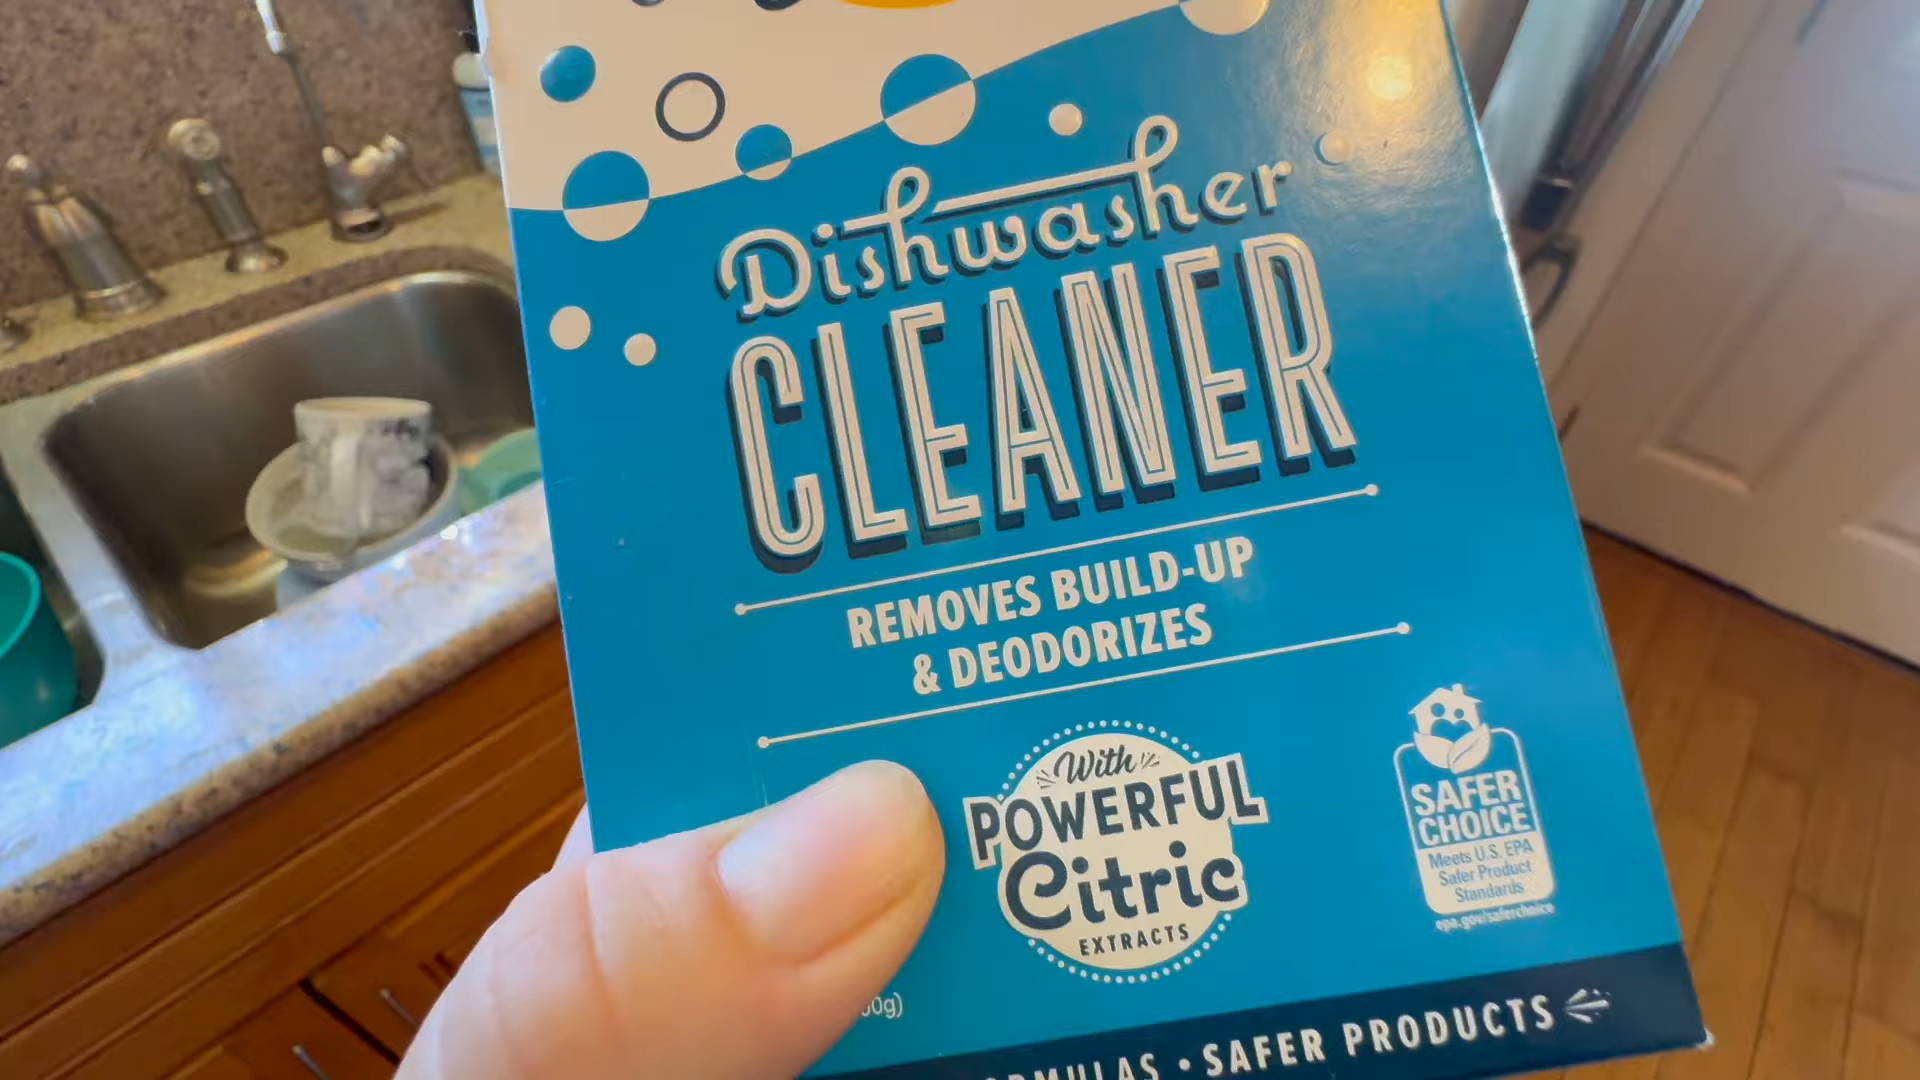 Dishwasher
CLEANER
REMOVES BUILD-UP
& DEODORIZES
With
POWERFUL
Citric
EXTRACTS
SAFER
CHOICE
Meets U.S. EPA
Safer Product
Standards
epa.gov/saferchoice
• SAFER PRODUCTS